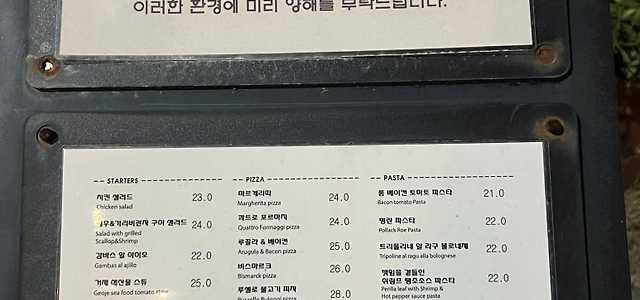 이러한 환경에 미리 양해를 부탁드립니다.
STARTERS
치킨 샐러드 23.0
Chicken salad
새우&가리비관자 구이 샐러드 24.0
Salad with grilled
Scallop&Shrimp
감바스 알 아이오 22.0
Gambas al ajillo
거제 해산물 스튜 25.0
Geoje sea food tomato stew
PIZZA
마르게리따 24.0
Margherita pizza
콰트로 포르마지 24.0
Quattro Formaggi pizza
루꼴라 & 베이컨 25.0
Arugula & Bacon pizza
비스마르크 26.0
Bismarck pizza
루쎌로 불고기 피자 28.0
Bulgogi pizza
PASTA
통 베이컨 토마토 파스타 21.0
Bacon tomato Pasta
명란 파스타 22.0
Pollack Roe Pasta
트리폴리네 알 라구 볼로네제 22.0
Tripoline al ragu alla bolognese
깻잎을 곁들인
쉬림프 땡초소스 파스타 22.0
Perilla leaf with Shrimp &
Hot pepper sauce pasta